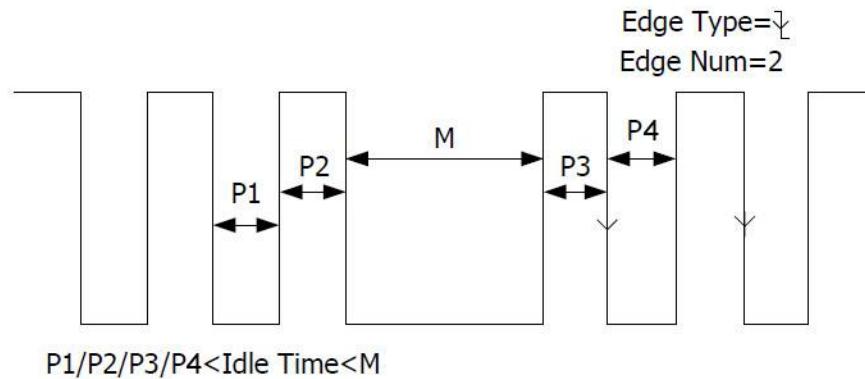 Edge Type=
Edge Num=2
M
P4
P2
P3
P1
P1/P2/P3/P4<Idle Time<M